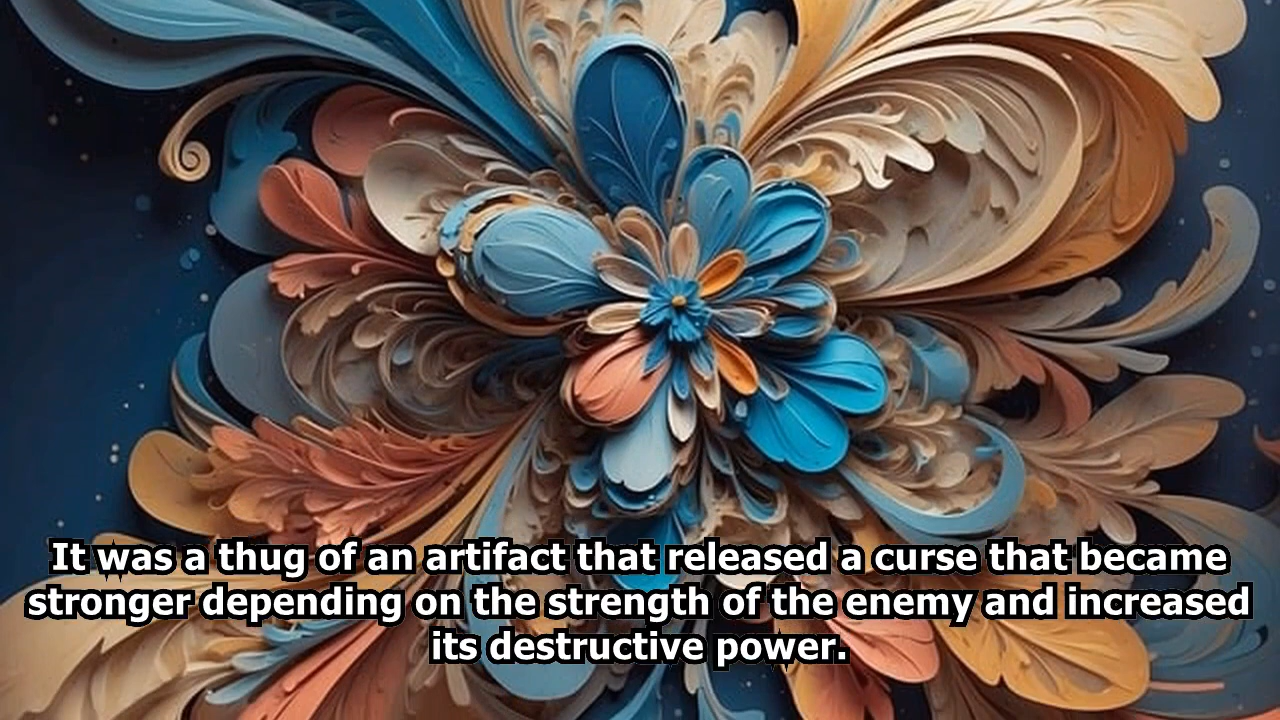 It was a thug of an artifact that released a curse that became
stronger depending on the strength of the enemy and increased
its destructive power.